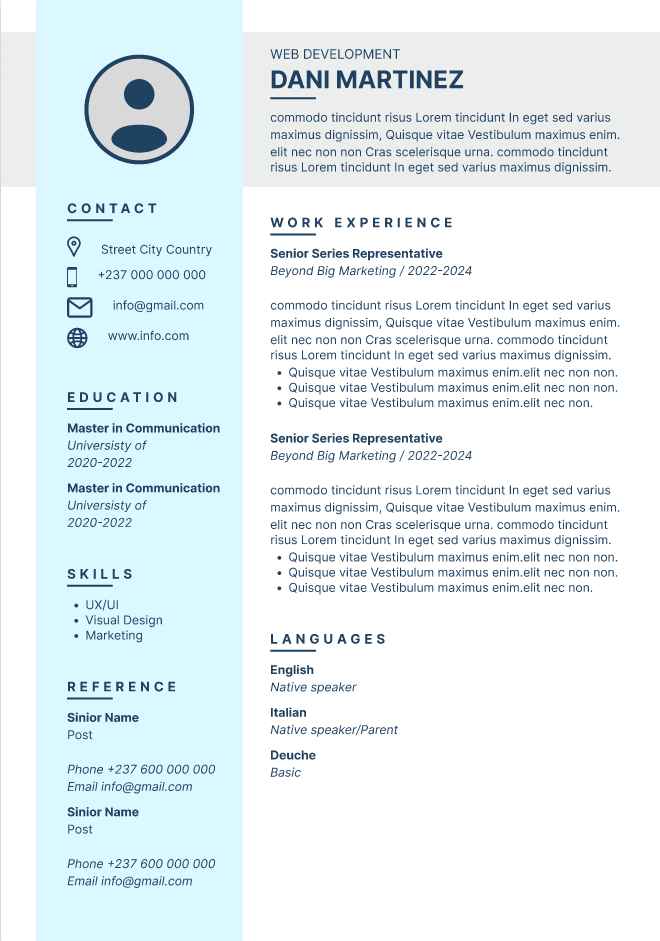 WEB DEVELOPMENT
DANI MARTINEZ
commodo tincidunt risus Lorem tincidunt In eget sed varius
maximus dignissim, Quisque vitae Vestibulum maximus enim.
elit nec non non Cras scelerisque urna. commodo tincidunt
risus Lorem tincidunt In eget sed varius maximus dignissim.
CONTACT
Street City Country
+237 000 000 000
info@gmail.com
www.info.com
EDUCATION
Master in Communication
Universisty of
2020-2022
Master in Communication
Universisty of
2020-2022
SKILLS
• UX/UI
• Visual Design
• Marketing
REFERENCE
Sinior Name
Post
Phone +237 600 000 000
Email info@gmail.com
Sinior Name
Post
Phone +237 600 000 000
Email info@gmail.com
WORK EXPERIENCE
Senior Series Representative
Beyond Big Marketing / 2022-2024
commodo tincidunt risus Lorem tincidunt In eget sed varius
maximus dignissim, Quisque vitae Vestibulum maximus enim.
elit nec non non Cras scelerisque urna. commodo tincidunt
risus Lorem tincidunt In eget sed varius maximus dignissim.
• Quisque vitae Vestibulum maximus enim.elit nec non non.
• Quisque vitae Vestibulum maximus enim.elit nec non non.
• Quisque vitae Vestibulum maximus enim.elit nec non.
Senior Series Representative
Beyond Big Marketing / 2022-2024
commodo tincidunt risus Lorem tincidunt In eget sed varius
maximus dignissim, Quisque vitae Vestibulum maximus enim.
elit nec non non Cras scelerisque urna. commodo tincidunt
risus Lorem tincidunt In eget sed varius maximus dignissim.
• Quisque vitae Vestibulum maximus enim.elit nec non non.
• Quisque vitae Vestibulum maximus enim.elit nec non non.
• Quisque vitae Vestibulum maximus enim.elit nec non.
LANGUAGES
English
Native speaker
Italian
Native speaker/Parent
Deuche
Basic